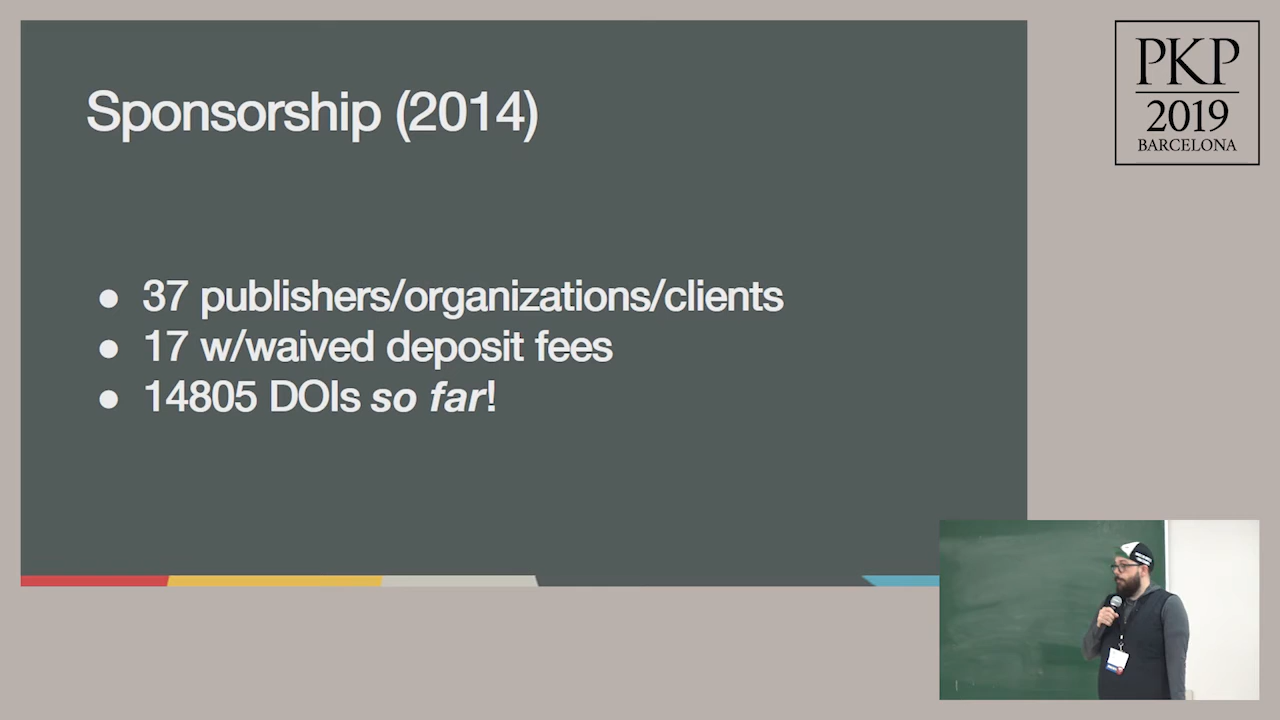 Sponsorship (2014)
● 37 publishers/organizations/clients
● 17 w/waived deposit fees
● 14805 DOIs so far!
PKP
2019
BARCELONA